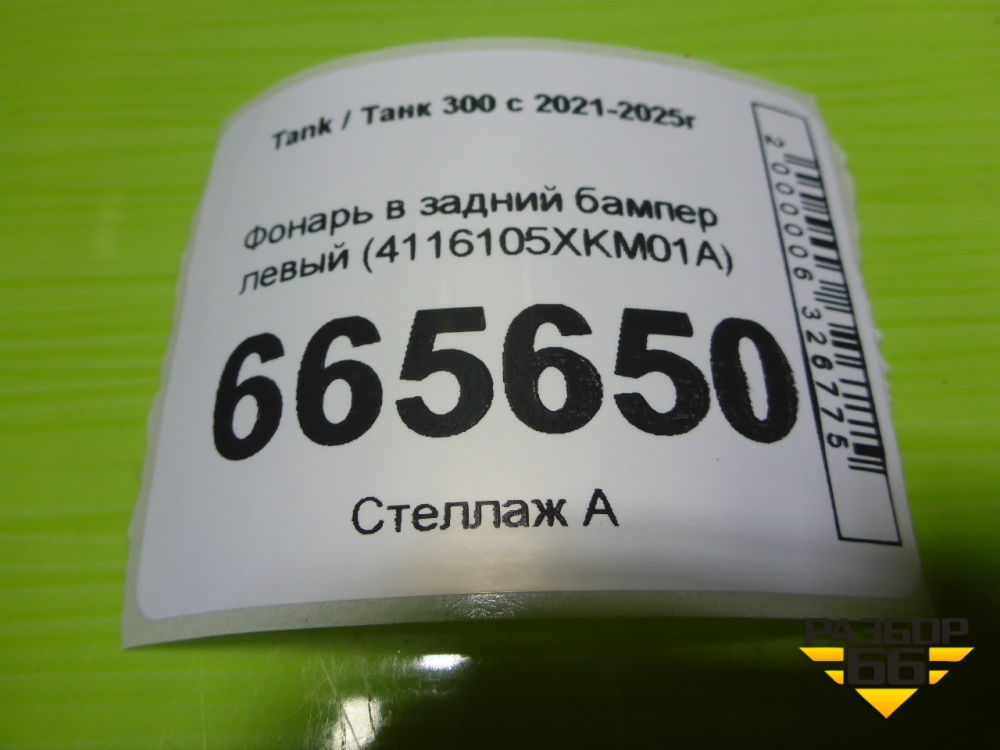 Tank / Танк 300 с 2021-2025г
Фонарь в задний бампер
левый (4116105XKM01A)
665650
Стеллаж А
2000006326775
РАЗБОР
66